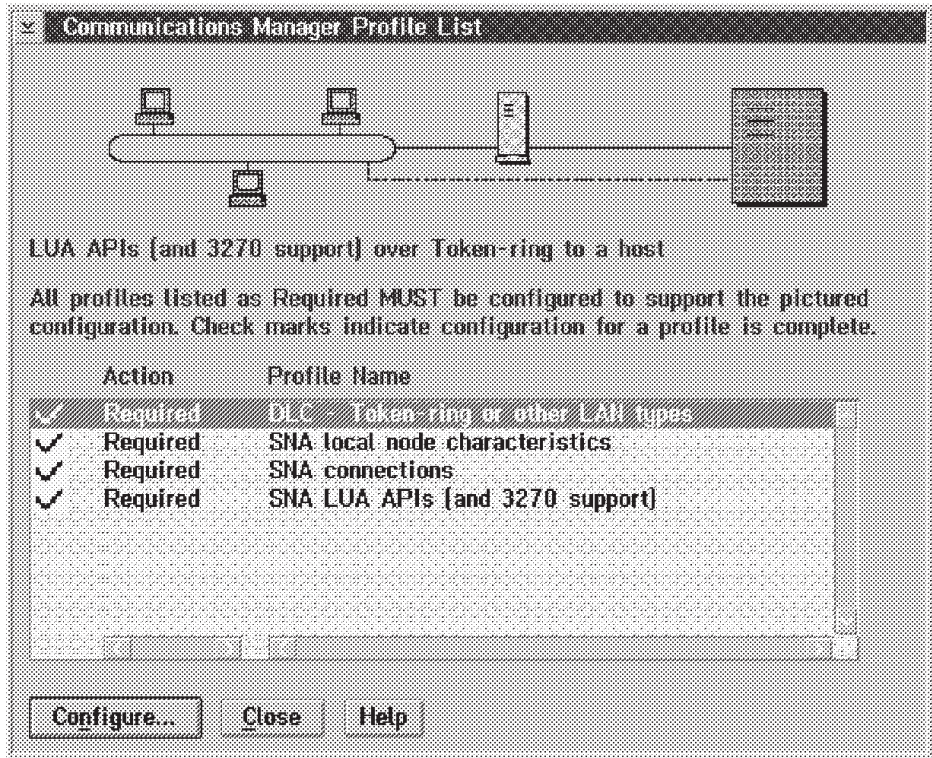 Communications Manager Profile List
LUA APIs (and 3270 support) over Token-ring to a host
All profiles listed as Required MUST be configured to support the pictured
configuration. Check marks indicate configuration for a profile is complete.
Action Profile Name
Required DLC - Token-ring or other LAN types
Required SNA local node characteristics
Required SNA connections
Required SNA LUA APIs (and 3270 support)
Configure... Close Help